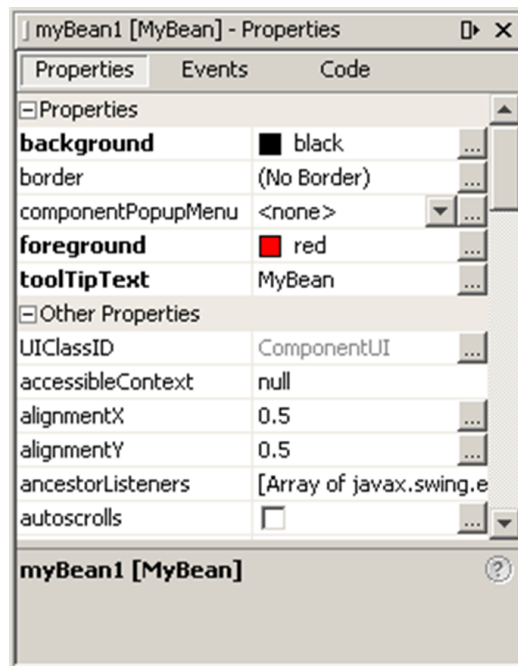 myBean1 [MyBean] - Properties
Properties Events Code
Properties
background black ...
border (No Border) ...
componentPopupMenu <none> ...
foreground red ...
toolTipText MyBean ...
Other Properties
UIClassID ComponentUI ...
accessibleContext null
alignmentX 0.5 ...
alignmentY 0.5 ...
ancestorListeners [Array of javax.swing.e
autoscrolls ...
myBean1 [MyBean] ?